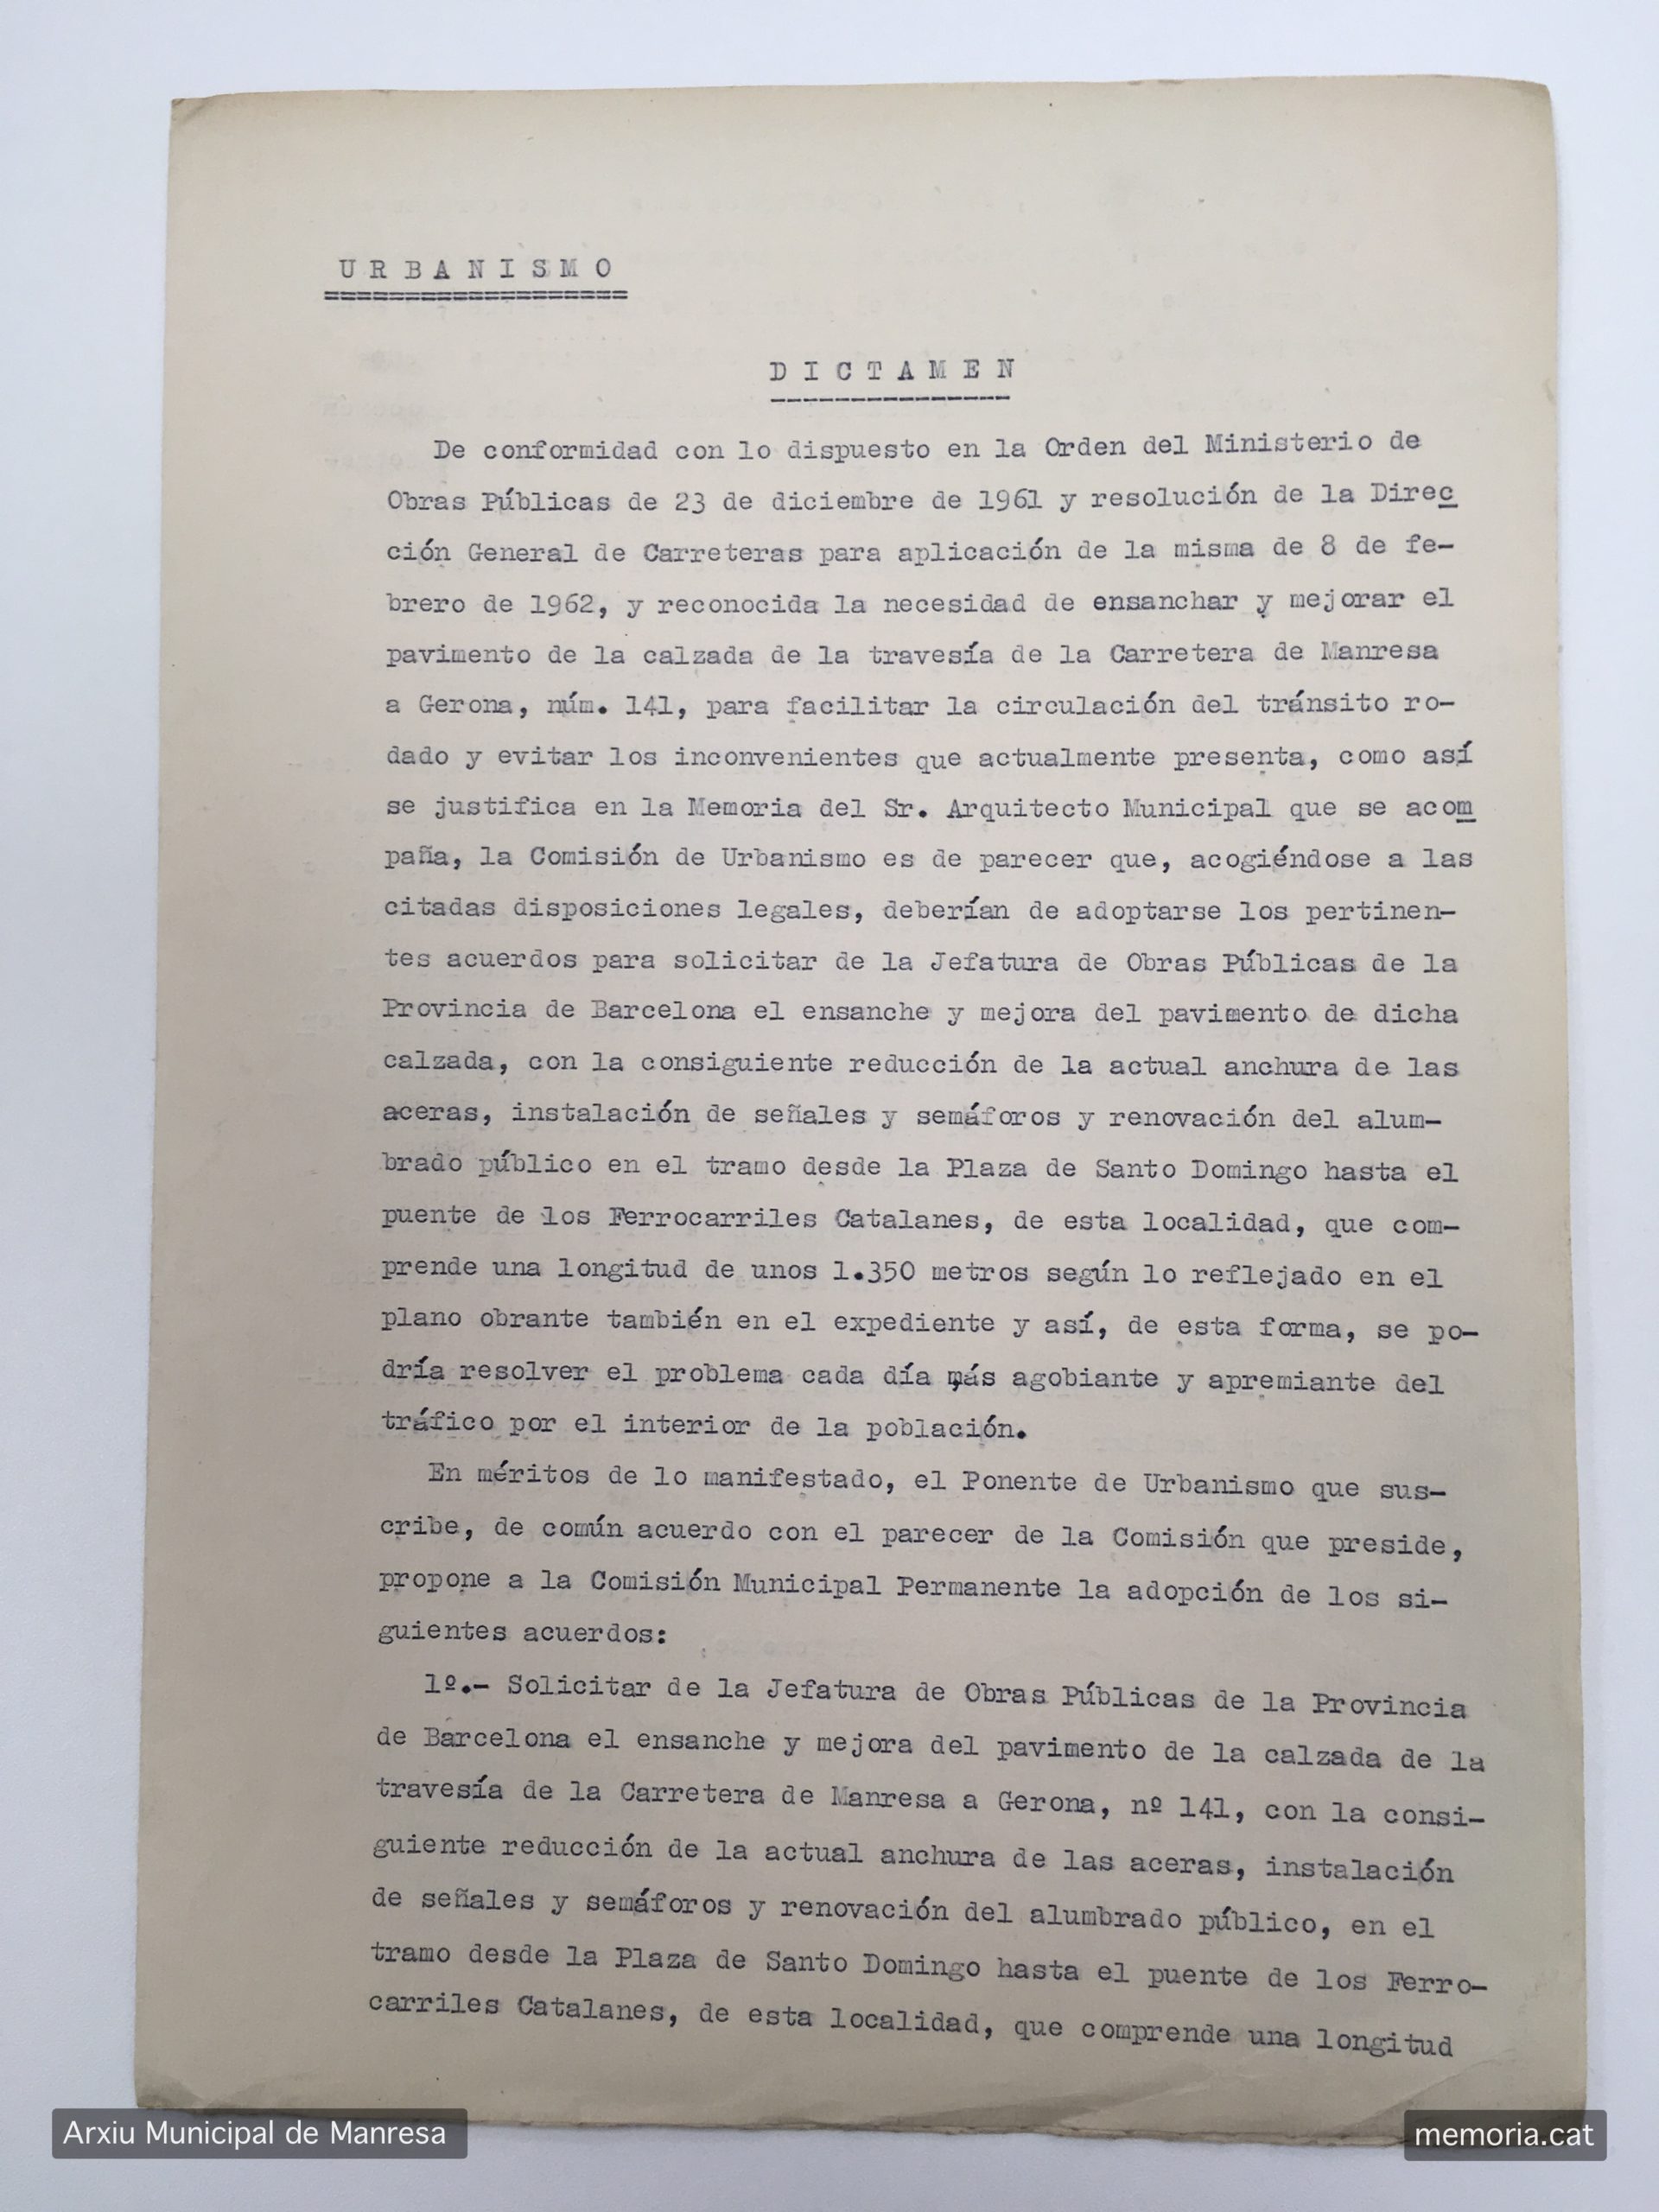 URBANISMO
DICTAMEN
De conformidad con lo dispuesto en la Orden del Ministerio de
Obras Públicas de 23 de diciembre de 1961 y resolución de la Direc
ción General de Carreteras para aplicación de la misma de 8 de fe-
brero de 1962, y reconocida la necesidad de ensanchar y mejorar el
pavimento de la calzada de la travesía de la Carretera de Manresa
a Gerona, núm. 141, para facilitar la circulación del tránsito ro-
dado y evitar los inconvenientes que actualmente presenta, como así
se justifica en la Memoria del Sr. Arquitecto Municipal que se acom
paña, la Comisión de Urbanismo es de parecer que, acogiéndose a las
citadas disposiciones legales, deberían de adoptarse los pertinen-
tes acuerdos para solicitar de la Jefatura de Obras Públicas de la
Provincia de Barcelona el ensanche y mejora del pavimento de dicha
calzada, con la consiguiente reducción de la actual anchura de las
aceras, instalación de señales y semáforos y renovación del alum-
brado público en el tramo desde la Plaza de Santo Domingo hasta el
puente de los Ferrocarriles Catalanes, de esta localidad, que com-
prende una longitud de unos 1.350 metros según lo reflejado en el
plano obrante también en el expediente y así, de esta forma, se po-
dría resolver el problema cada día más agobiante y apremiante del
tráfico por el interior de la población.
En méritos de lo manifestado, el Ponente de Urbanismo que sus-
cribe, de común acuerdo con el parecer de la Comisión que preside,
propone a la Comisión Municipal Permanente la adopción de los si-
guientes acuerdos:
1º.- Solicitar de la Jefatura de Obras Públicas de la Provincia
de Barcelona el ensanche y mejora del pavimento de la calzada de la
travesía de la Carretera de Manresa a Gerona, nº 141, con la consi-
guiente reducción de la actual anchura de las aceras, instalación
de señales y semáforos y renovación del alumbrado público, en el
tramo desde la Plaza de Santo Domingo hasta el puente de los Ferro-
carriles Catalanes, de esta localidad, que comprende una longitud
Arxiu Municipal de Manresa
memoria.cat